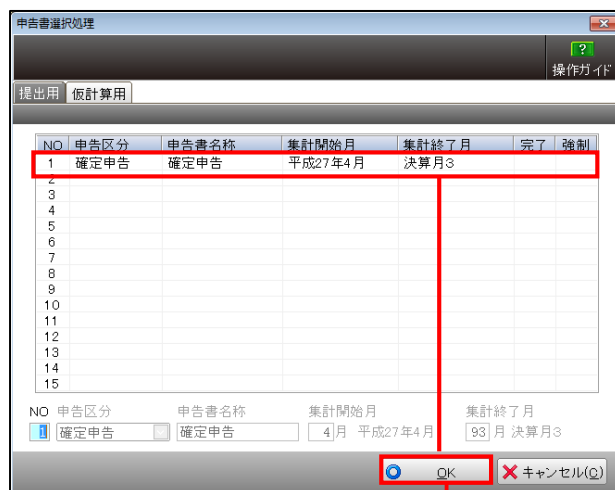 申告書選択処理
?
操作ガイド
提出用 仮計算用
NO 申告区分 申告書名称 集計開始月 集計終了月 完了 強制
1 確定申告 確定申告 平成27年4月 決算月3
2
3
4
5
6
7
8
9
10
11
12
13
14
15
NO 申告区分 申告書名称 集計開始月 集計終了月
1 確定申告 確定申告 4 月 平成27年4月 93 月 決算月3
OK キャンセル(C)